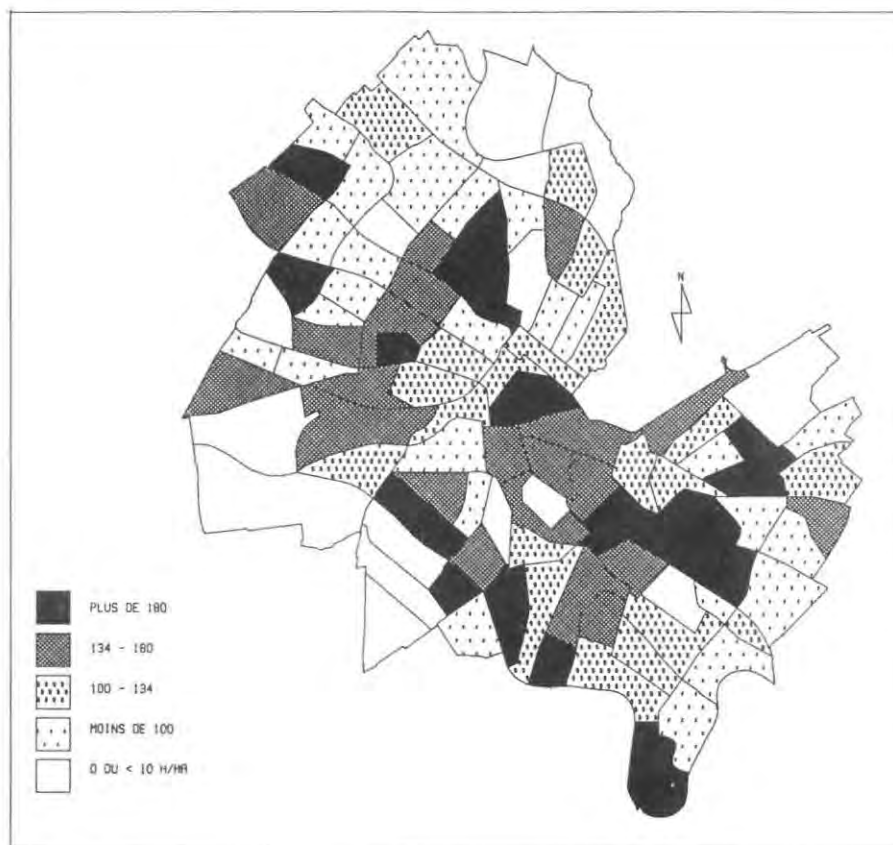 N
PLUS DE 180
134 - 180
100 - 134
MOINS DE 100
0 OU < 10 H/HA